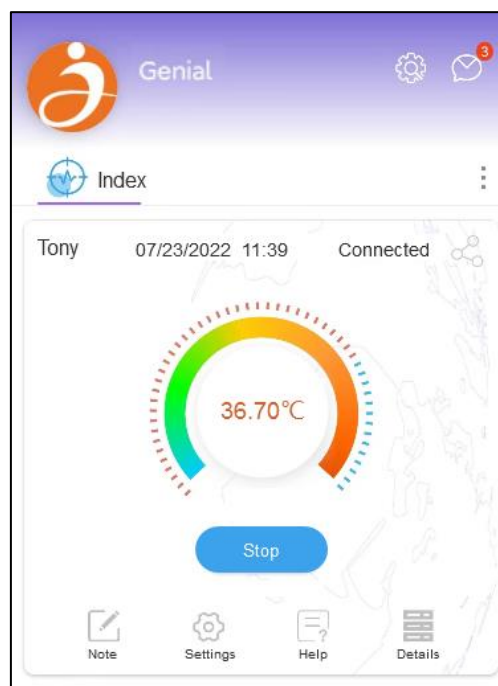 Genial
3
Index
Tony 07/23/2022 11:39 Connected
36.70℃
Stop
Note Settings Help Details